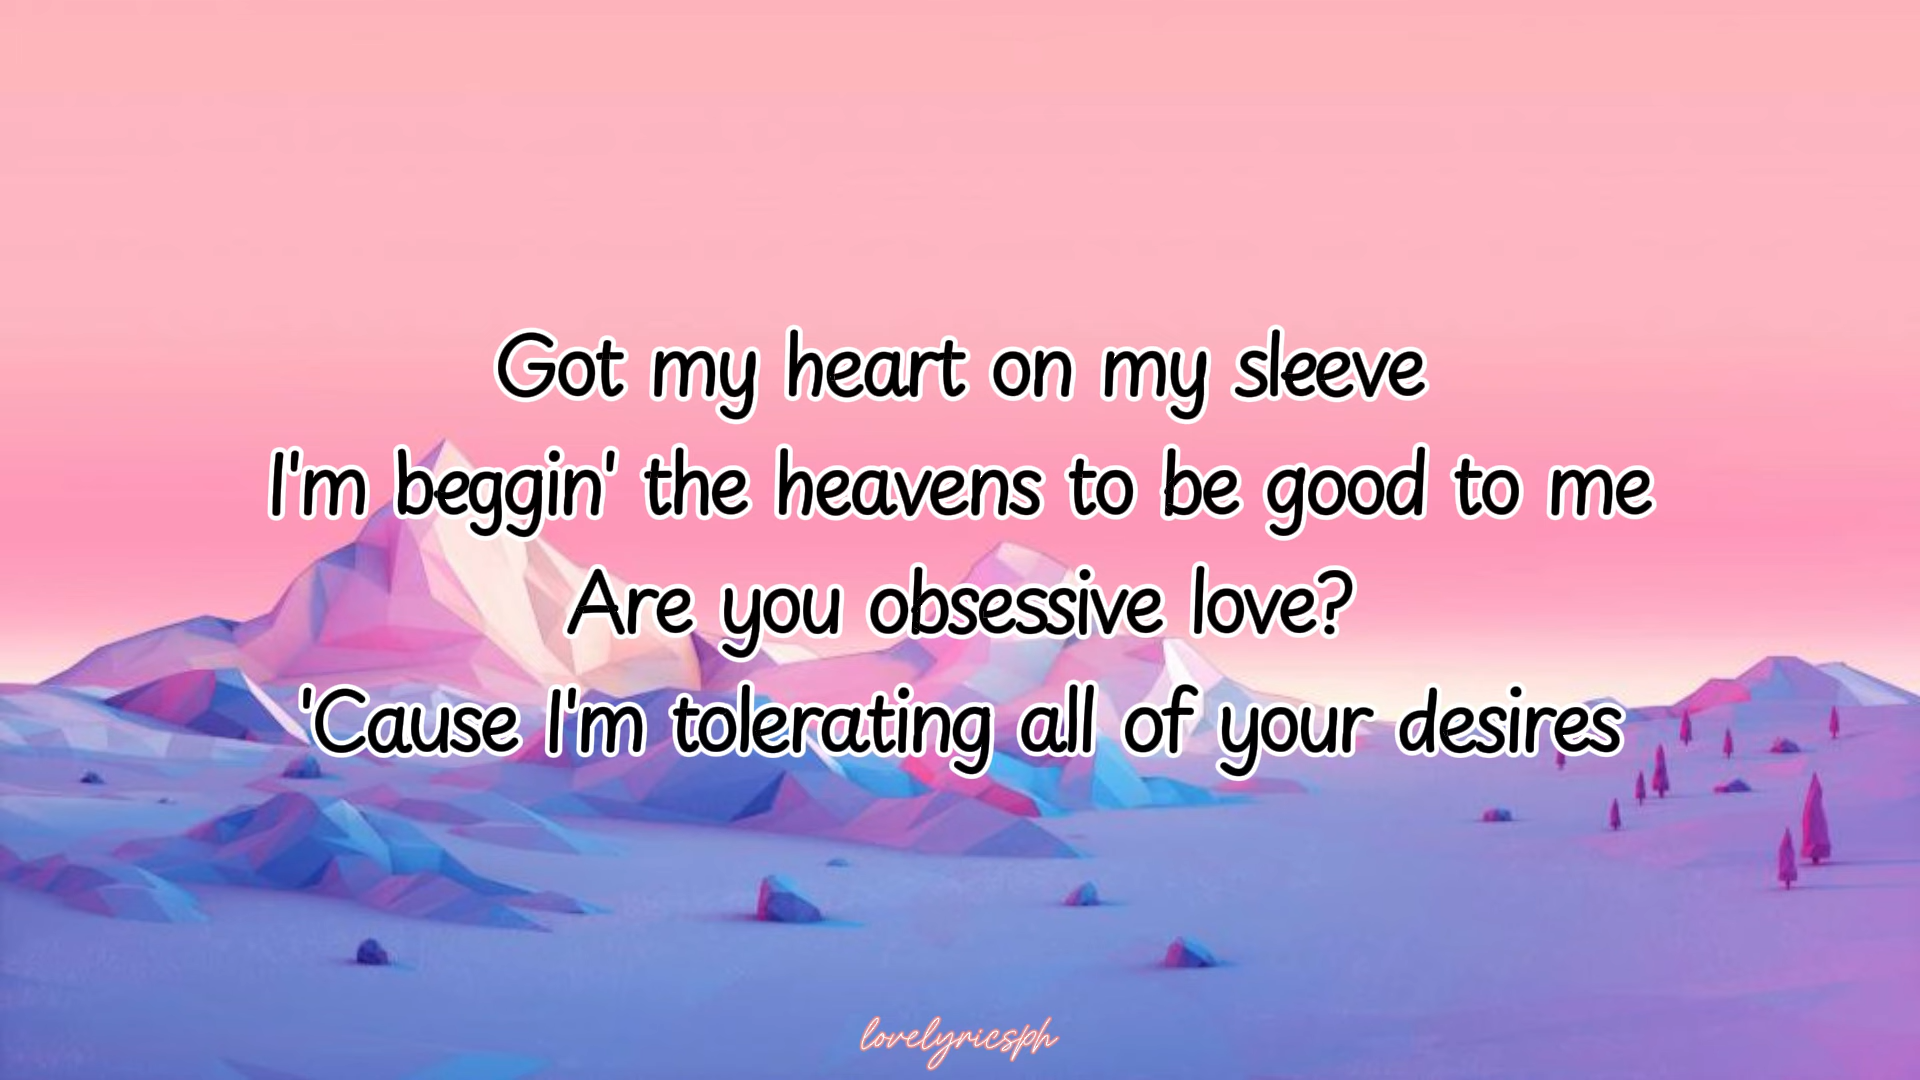 Got my heart on my sleeve
I'm beggin' the heavens to be good to me
Are you obsessive love?
'Cause I'm tolerating all of your desires
lovelyricsph